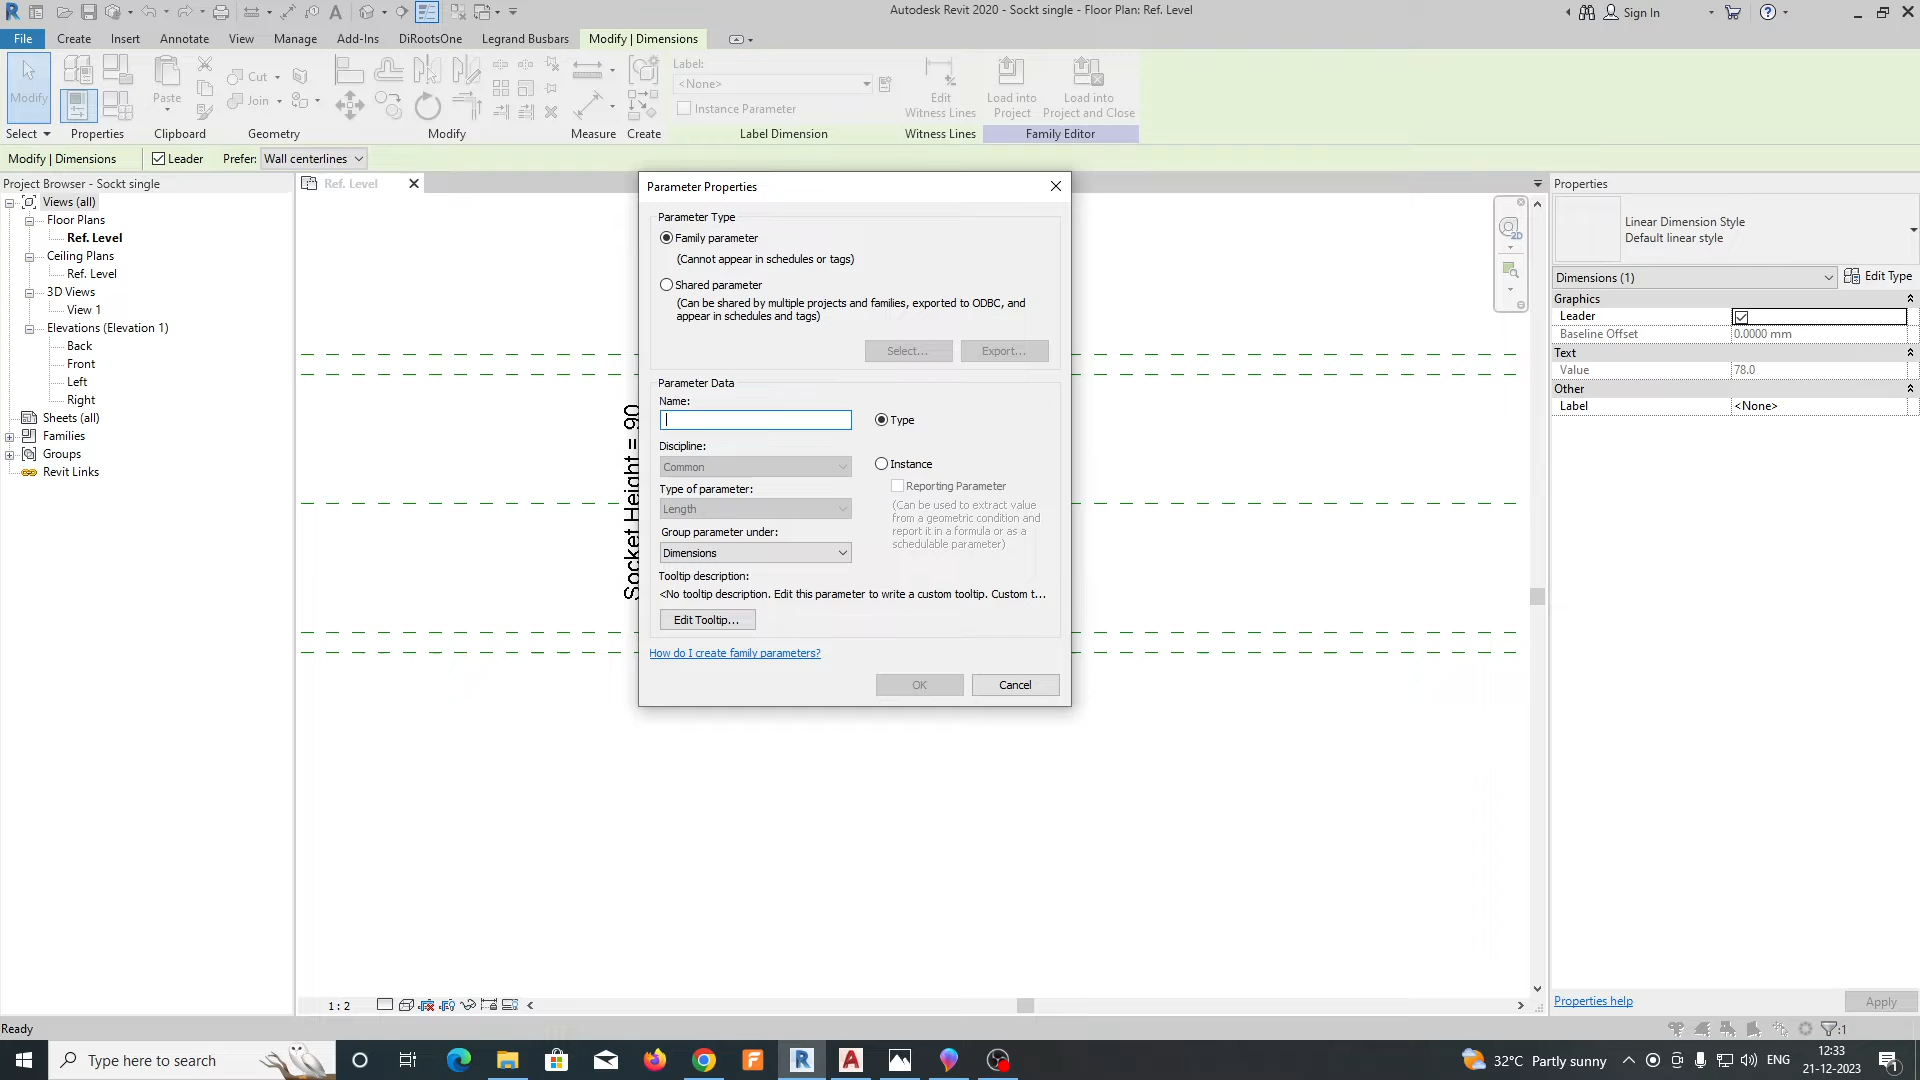 Autodesk Revit 2020 - Sockt single - Floor Plan: Ref. Level
Sign In
File
Create
Insert
Annotate
View
Manage
Add-Ins
DiRootsOne
Legrand Busbars
Modify | Dimensions
Modify
Paste
Cut
Join
Label:
<None>
Instance Parameter
Edit
Witness Lines
Load into
Project
Load into
Project and Close
Select
Properties
Clipboard
Geometry
Modify
Measure
Create
Label Dimension
Witness Lines
Family Editor
Modify | Dimensions
Leader
Prefer:
Wall centerlines
Project Browser - Sockt single
Views (all)
Floor Plans
Ref. Level
Ceiling Plans
Ref. Level
3D Views
View 1
Elevations (Elevation 1)
Back
Front
Left
Right
Sheets (all)
Families
Groups
Revit Links
Ref. Level
Socket Height = 90
2D
Parameter Properties
Parameter Type
Family parameter
(Cannot appear in schedules or tags)
Shared parameter
(Can be shared by multiple projects and families, exported to ODBC, and
appear in schedules and tags)
Select...
Export...
Parameter Data
Name:
Type
Discipline:
Common
Instance
Reporting Parameter
(Can be used to extract value
from a geometric condition and
report it in a formula or as a
schedulable parameter)
Type of parameter:
Length
Group parameter under:
Dimensions
Tooltip description:
<No tooltip description. Edit this parameter to write a custom tooltip. Custom t...
Edit Tooltip...
How do I create family parameters?
OK
Cancel
Properties
Linear Dimension Style
Default linear style
Dimensions (1)
Edit Type
Graphics
Leader
Baseline Offset
0.0000 mm
Text
Value
78.0
Other
Label
<None>
Properties help
Apply
1 : 2
Ready
:1
Type here to search
32°C Partly sunny
ENG
12:33
21-12-2023
1